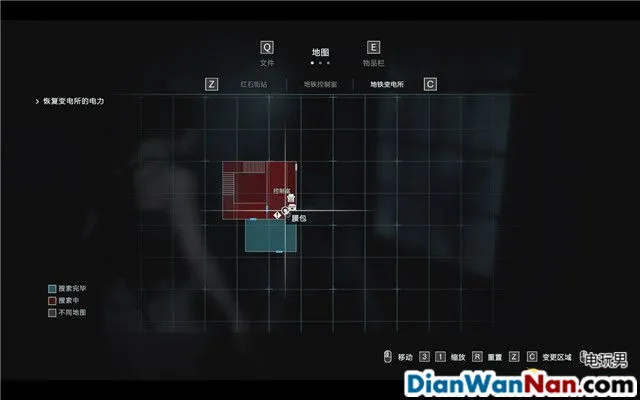 Q
地图
E
文件
物品栏
Z
红石街站
地铁控制室
地铁变电所
C
恢复变电所的电力
控制室
腰包
搜索完毕
搜索中
不同地图
移动 3 1 缩放 R 重置 Z C 变更区域
电玩男
DianWanNan.com